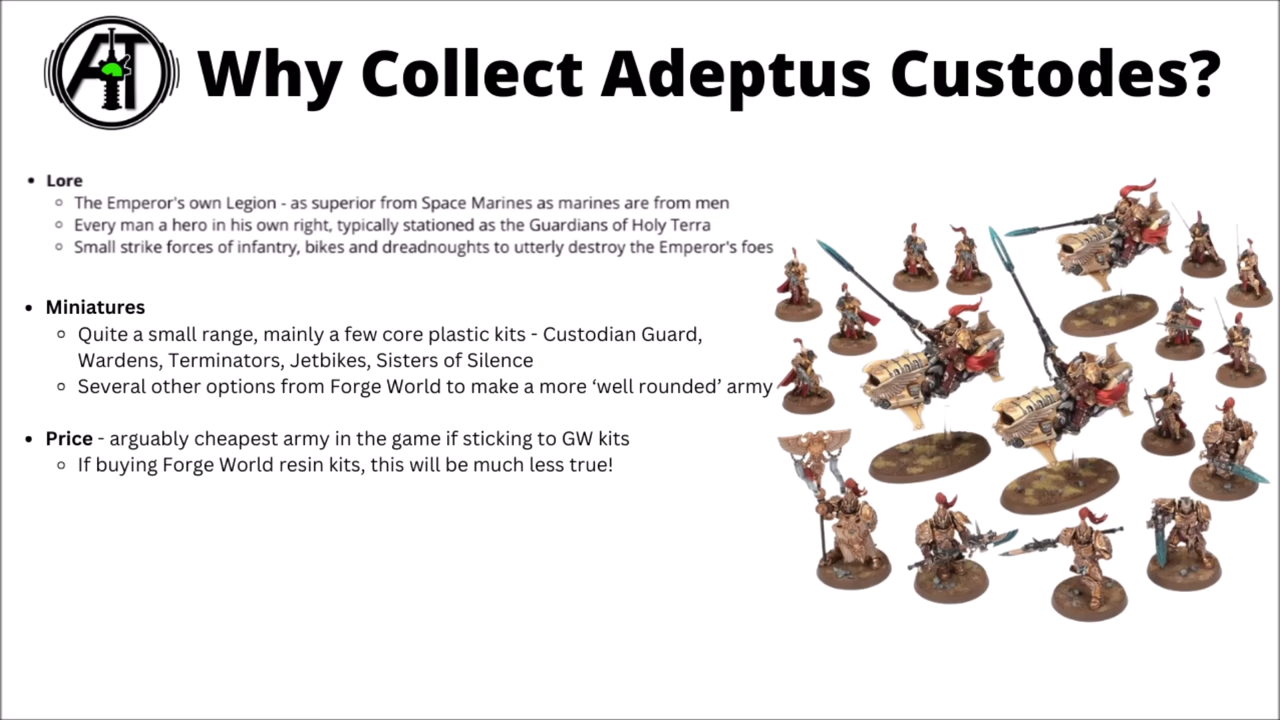 AT
Why Collect Adeptus Custodes?
• Lore
◦ The Emperor's own Legion - as superior from Space Marines as marines are from men
◦ Every man a hero in his own right, typically stationed as the Guardians of Holy Terra
◦ Small strike forces of infantry, bikes and dreadnoughts to utterly destroy the Emperor's foes
• Miniatures
◦ Quite a small range, mainly a few core plastic kits - Custodian Guard,
Wardens, Terminators, Jetbikes, Sisters of Silence
◦ Several other options from Forge World to make a more ‘well rounded’ army
• Price - arguably cheapest army in the game if sticking to GW kits
◦ If buying Forge World resin kits, this will be much less true!